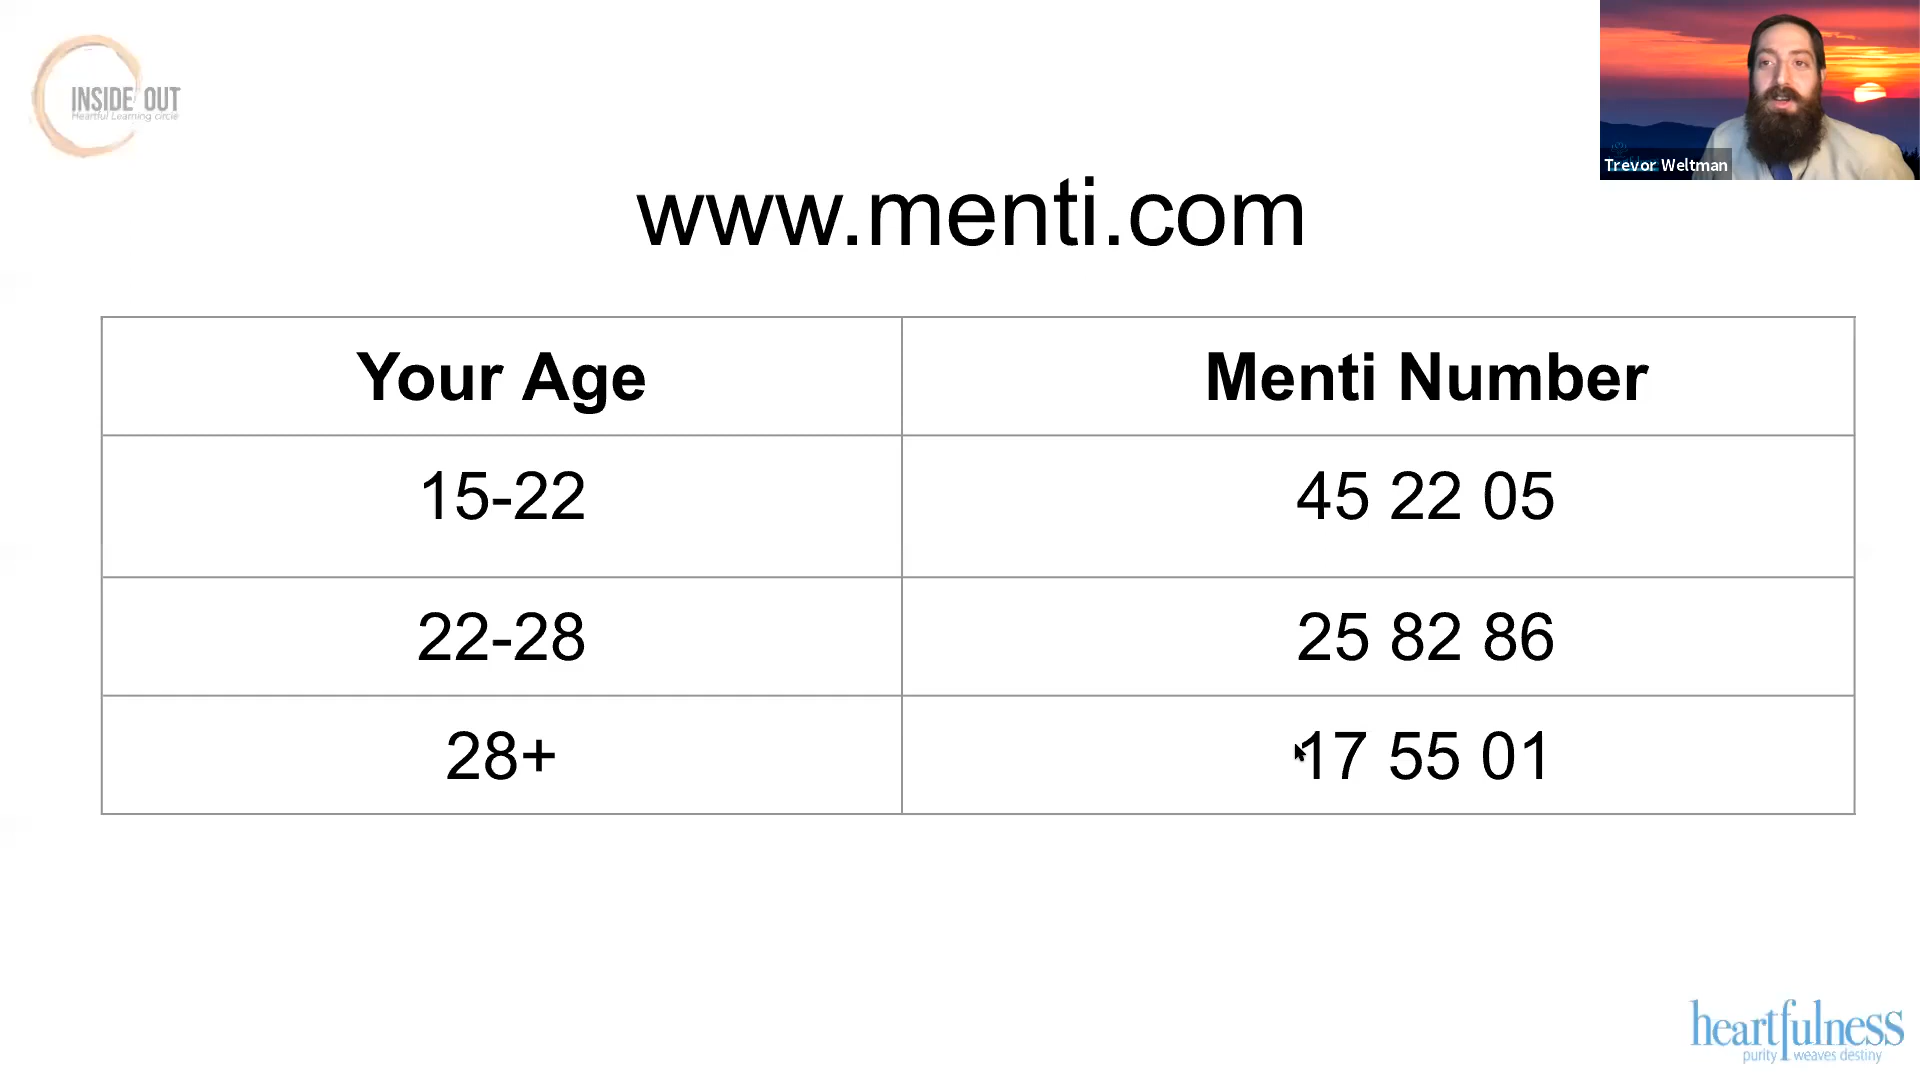 INSIDE OUT
Heartful Learning circle
Trevor Weltman
www.menti.com
Your Age Menti Number
15-22 45 22 05
22-28 25 82 86
28+ 17 55 01
heartfulness
purity weaves destiny